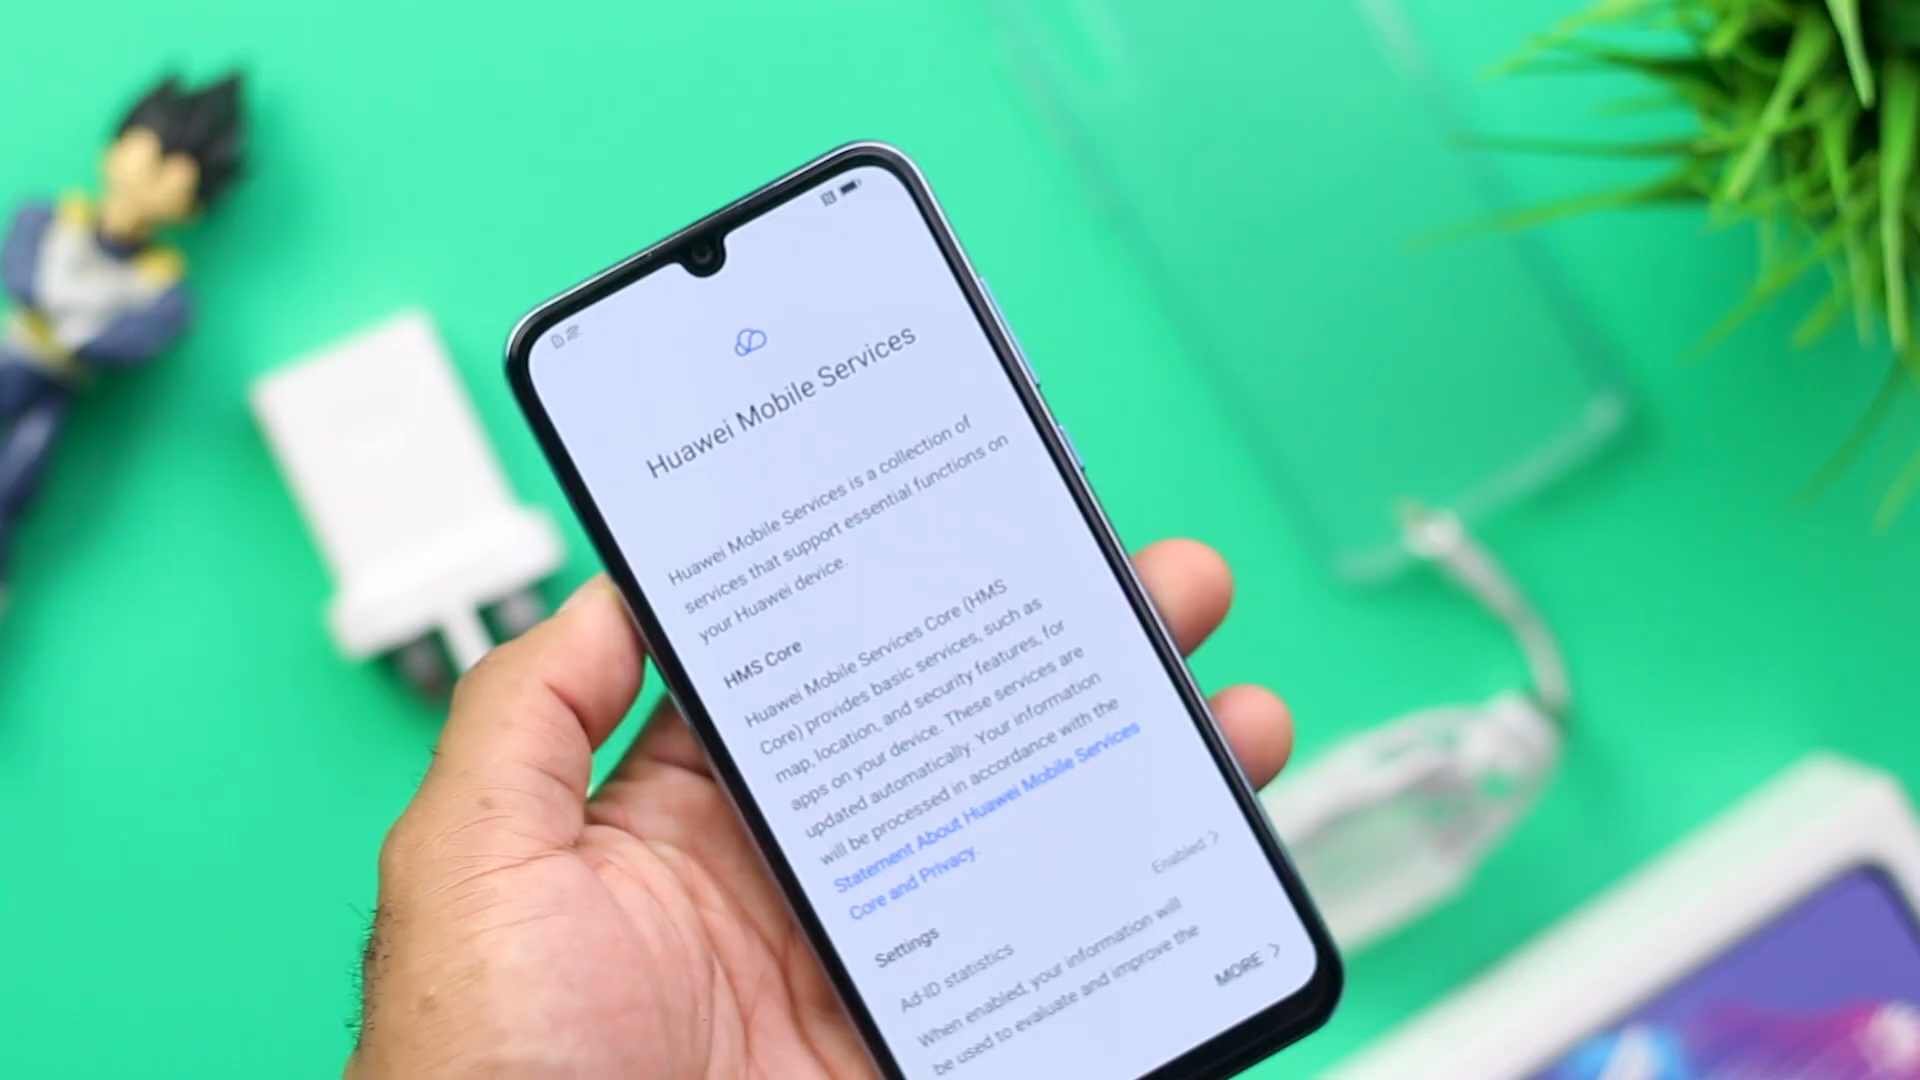 Huawei Mobile Services
Huawei Mobile Services is a collection of
services that support essential functions on
your Huawei device.
HMS Core
Huawei Mobile Services Core (HMS
Core) provides basic services, such as
map, location, and security features, for
apps on your device. These services are
updated automatically. Your information
will be processed in accordance with the
Statement About Huawei Mobile Services
Core and Privacy.
Settings
Ad-ID statistics
Enabled >
When enabled, your information will
be used to evaluate and improve the
MORE >